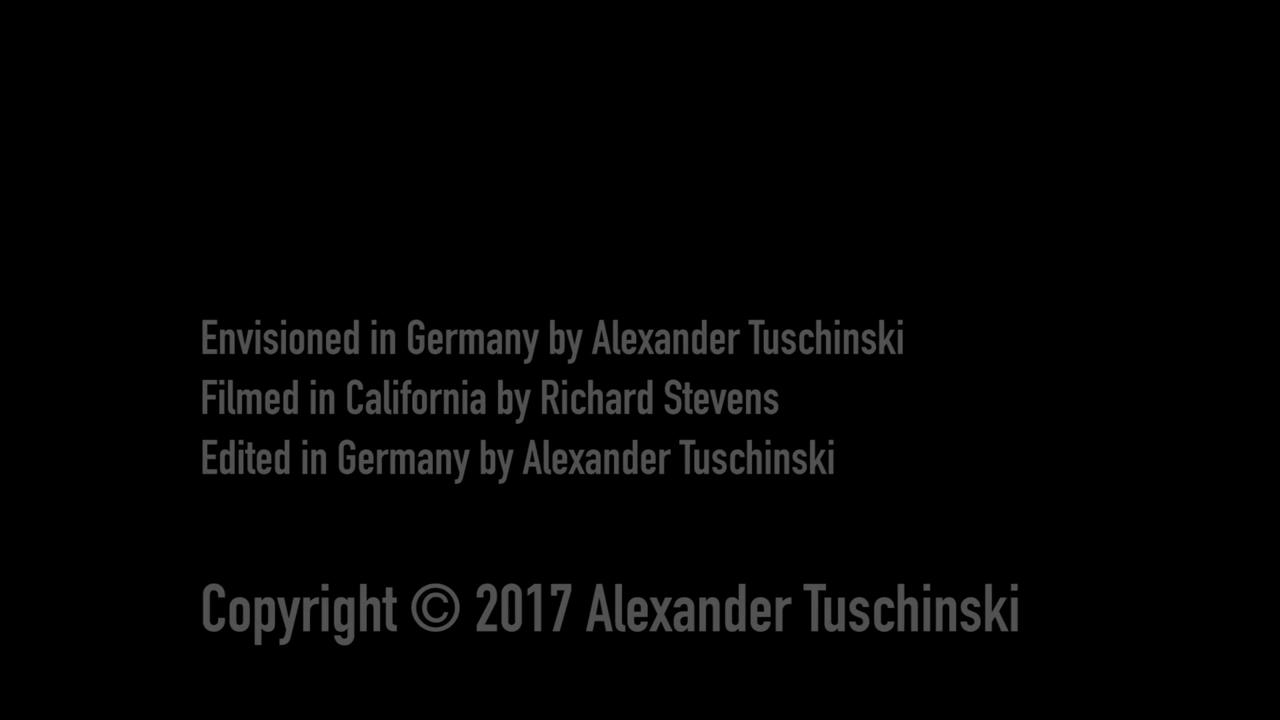 Envisioned in Germany by Alexander Tuschinski
Filmed in California by Richard Stevens
Edited in Germany by Alexander Tuschinski
Copyright © 2017 Alexander Tuschinski